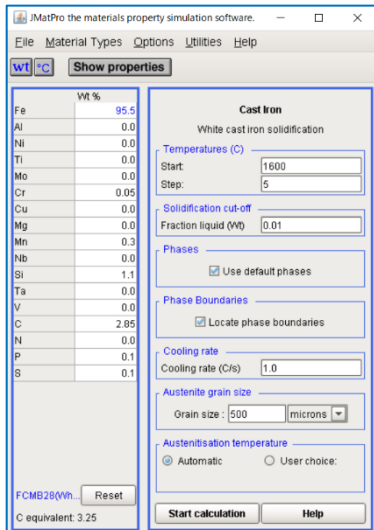 JMatPro the materials property simulation software.
File Material Types Options Utilities Help
wt °C Show properties
Wt %
Fe 95.5
Al 0.0
Ni 0.0
Ti 0.0
Mo 0.0
Cr 0.05
Cu 0.0
Mg 0.0
Mn 0.3
Nb 0.0
Si 1.1
Ta 0.0
V 0.0
C 2.85
N 0.0
P 0.1
S 0.1
FCMB28(Wh... Reset
C equivalent: 3.25
Cast Iron
White cast iron solidification
Temperatures (C)
Start: 1600
Step: 5
Solidification cut-off
Fraction liquid (Wt) 0.01
Phases
Use default phases
Phase Boundaries
Locate phase boundaries
Cooling rate
Cooling rate (C/s) 1.0
Austenite grain size
Grain size : 500 microns
Austenitisation temperature
Automatic User choice:
Start calculation Help